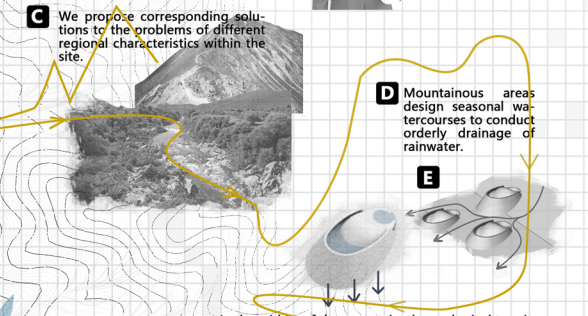 C
We propose corresponding solu-
tions to the problems of different
regional characteristics within the
site.
D
Mountainous areas
design seasonal wa-
tercourses to conduct
orderly drainage of
rainwater.
E